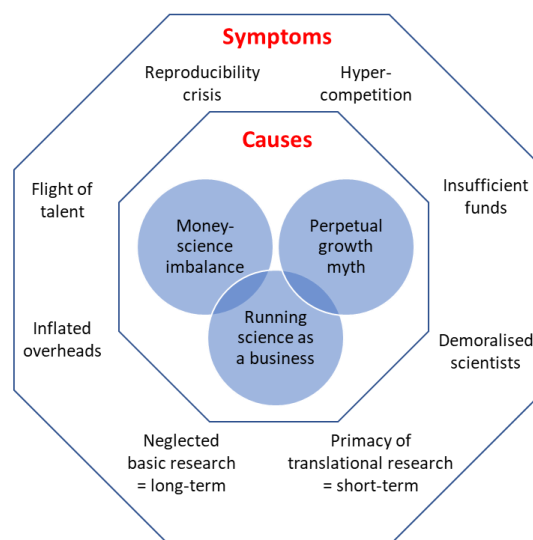 Symptoms
Reproducibility
crisis
Hyper-
competition
Causes
Flight of
talent
Insufficient
funds
Money-
science
imbalance
Perpetual
growth
myth
Inflated
overheads
Running
science as
a business
Demoralised
scientists
Neglected
basic research
= long-term
Primacy of
translational research
= short-term